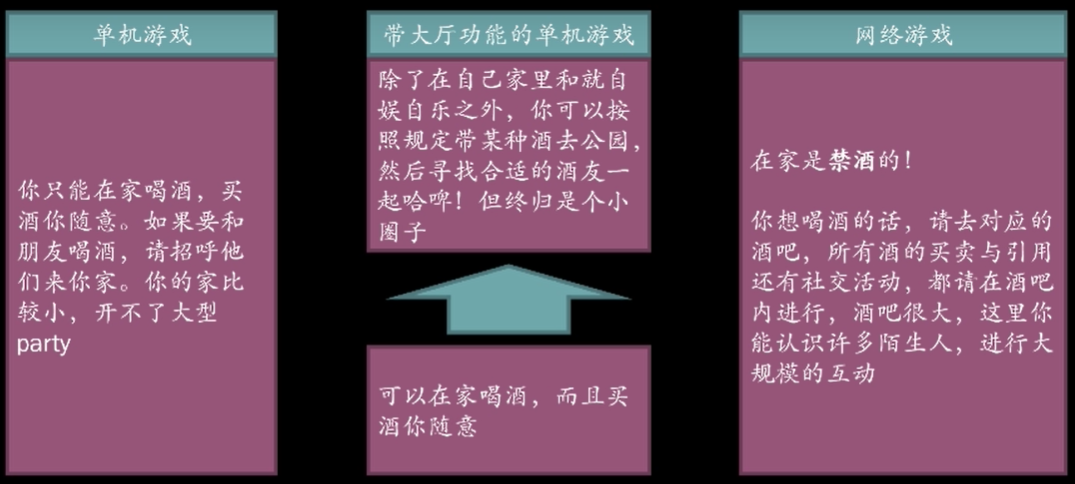 单机游戏
你只能在家喝酒，买
酒你随意。如果要和
朋友喝酒，请招呼他
们来你家。你的家比
较小，开不了大型
party
带大厅功能的单机游戏
除了在自己家里和就自
娱自乐之外，你可以按
照规定带某种酒去公园，
然后寻找合适的酒友一
起哈啤！但终归是个小
圈子
可以在家喝酒，而且买
酒你随意
网络游戏
在家是禁酒的！
你想喝酒的话，请去对应的
酒吧，所有酒的买卖与引用
还有社交活动，都请在酒吧
内进行，酒吧很大，这里你
能认识许多陌生人，进行大
规模的互动